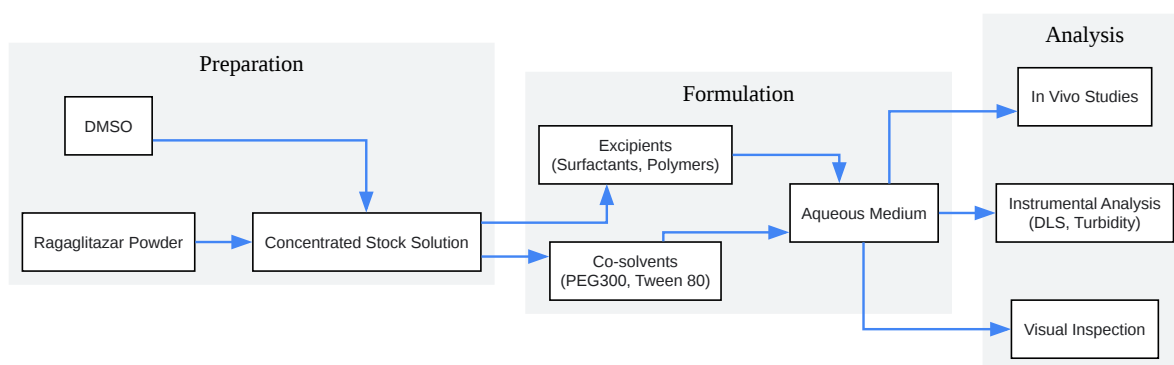 Preparation
DMSO
Ragaglitazar Powder
Concentrated Stock Solution
Formulation
Excipients
(Surfactants, Polymers)
Co-solvents
(PEG300, Tween 80)
Aqueous Medium
Analysis
In Vivo Studies
Instrumental Analysis
(DLS, Turbidity)
Visual Inspection